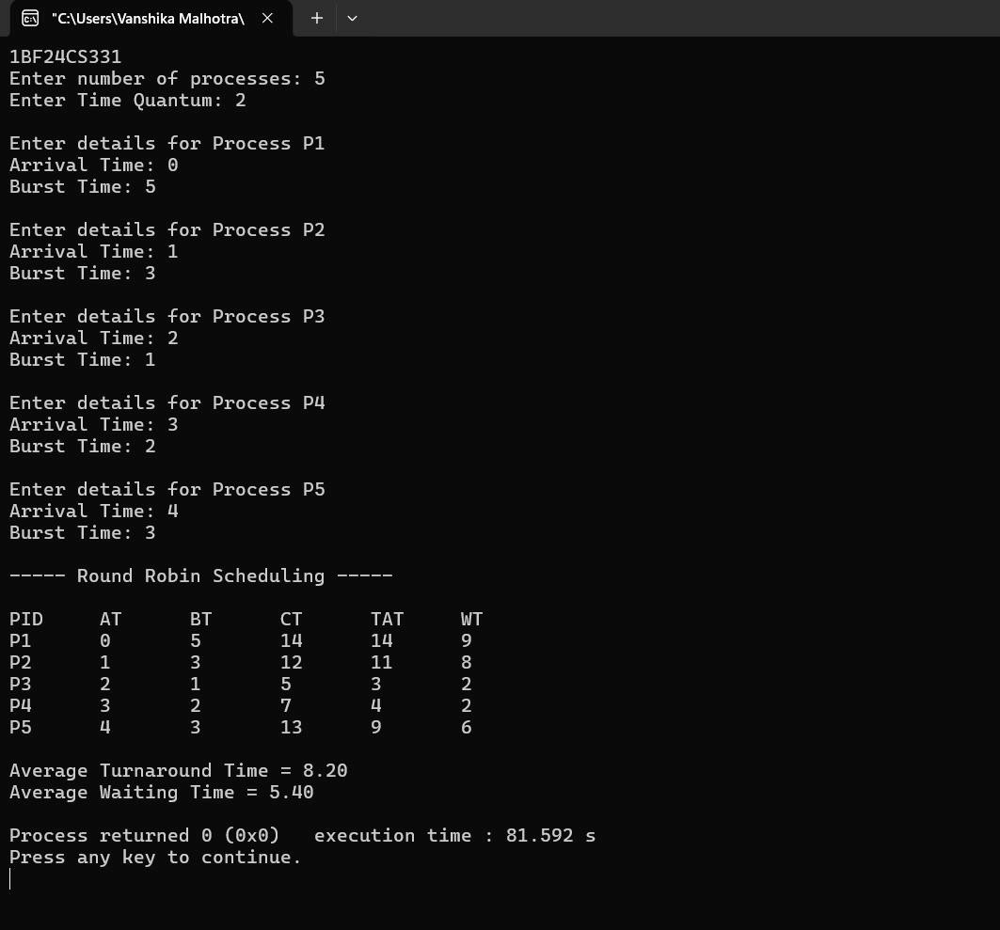 "C:\Users\Vanshika Malhotra\
1BF24CS331
Enter number of processes: 5
Enter Time Quantum: 2
Enter details for Process P1
Arrival Time: 0
Burst Time: 5
Enter details for Process P2
Arrival Time: 1
Burst Time: 3
Enter details for Process P3
Arrival Time: 2
Burst Time: 1
Enter details for Process P4
Arrival Time: 3
Burst Time: 2
Enter details for Process P5
Arrival Time: 4
Burst Time: 3
----- Round Robin Scheduling -----
PID AT BT CT TAT WT
P1 0 5 14 14 9
P2 1 3 12 11 8
P3 2 1 5 3 2
P4 3 2 7 4 2
P5 4 3 13 9 6
Average Turnaround Time = 8.20
Average Waiting Time = 5.40
Process returned 0 (0x0)   execution time : 81.592 s
Press any key to continue.